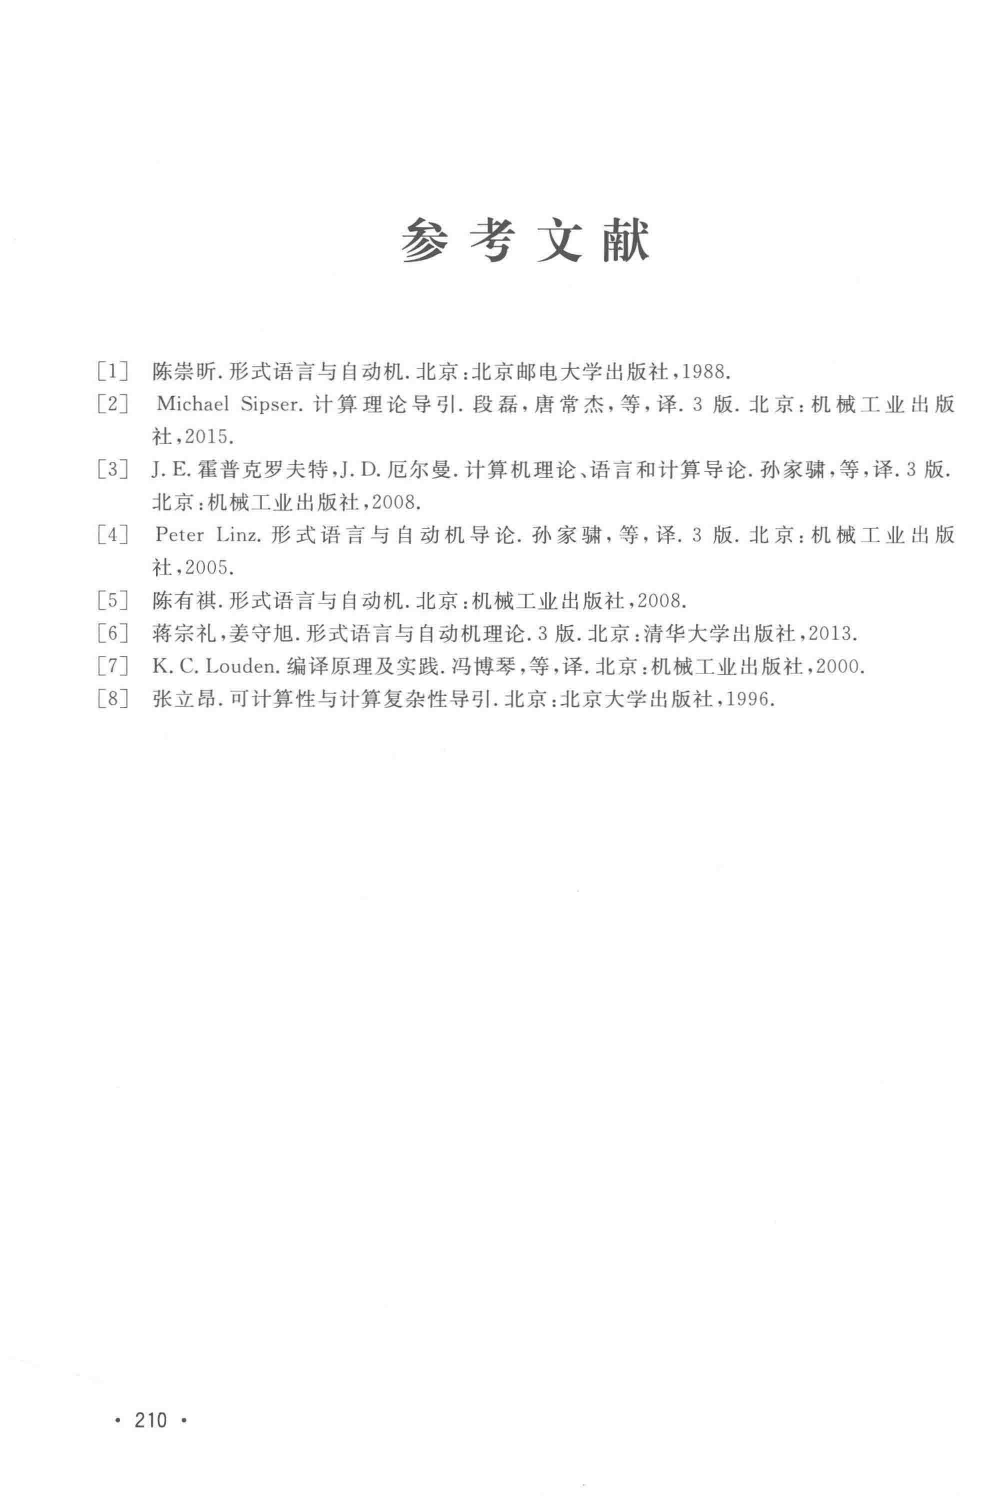 参考文献
[1] 陈崇昕. 形式语言与自动机. 北京:北京邮电大学出版社,1988.
[2] Michael Sipser. 计算理论导引. 段磊,唐常杰,等,译. 3 版. 北京:机械工业出版
社,2015.
[3] J. E. 霍普克罗夫特,J. D. 厄尔曼. 计算机理论、语言和计算导论. 孙家骕,等,译. 3 版.
北京:机械工业出版社,2008.
[4] Peter Linz. 形式语言与自动机导论. 孙家骕,等,译. 3 版. 北京:机械工业出版
社,2005.
[5] 陈有祺. 形式语言与自动机. 北京:机械工业出版社,2008.
[6] 蒋宗礼,姜守旭. 形式语言与自动机理论. 3 版. 北京:清华大学出版社,2013.
[7] K. C. Louden. 编译原理及实践. 冯博琴,等,译. 北京:机械工业出版社,2000.
[8] 张立昂. 可计算性与计算复杂性导引. 北京:北京大学出版社,1996.
· 210 ·